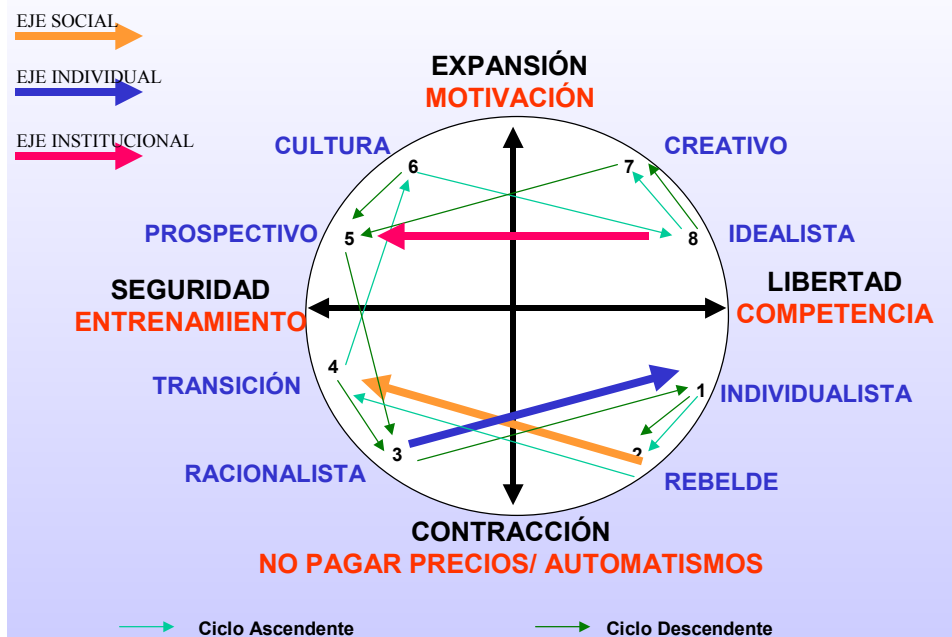 EJE SOCIAL
EJE INDIVIDUAL
EJE INSTITUCIONAL
EXPANSIÓN
MOTIVACIÓN
CULTURA
CREATIVO
6
7
PROSPECTIVO
5
8
IDEALISTA
SEGURIDAD
ENTRENAMIENTO
LIBERTAD
COMPETENCIA
4
TRANSICIÓN
1
INDIVIDUALISTA
3
2
RACIONALISTA
REBELDE
CONTRACCIÓN
NO PAGAR PRECIOS/ AUTOMATISMOS
Ciclo Ascendente
Ciclo Descendente